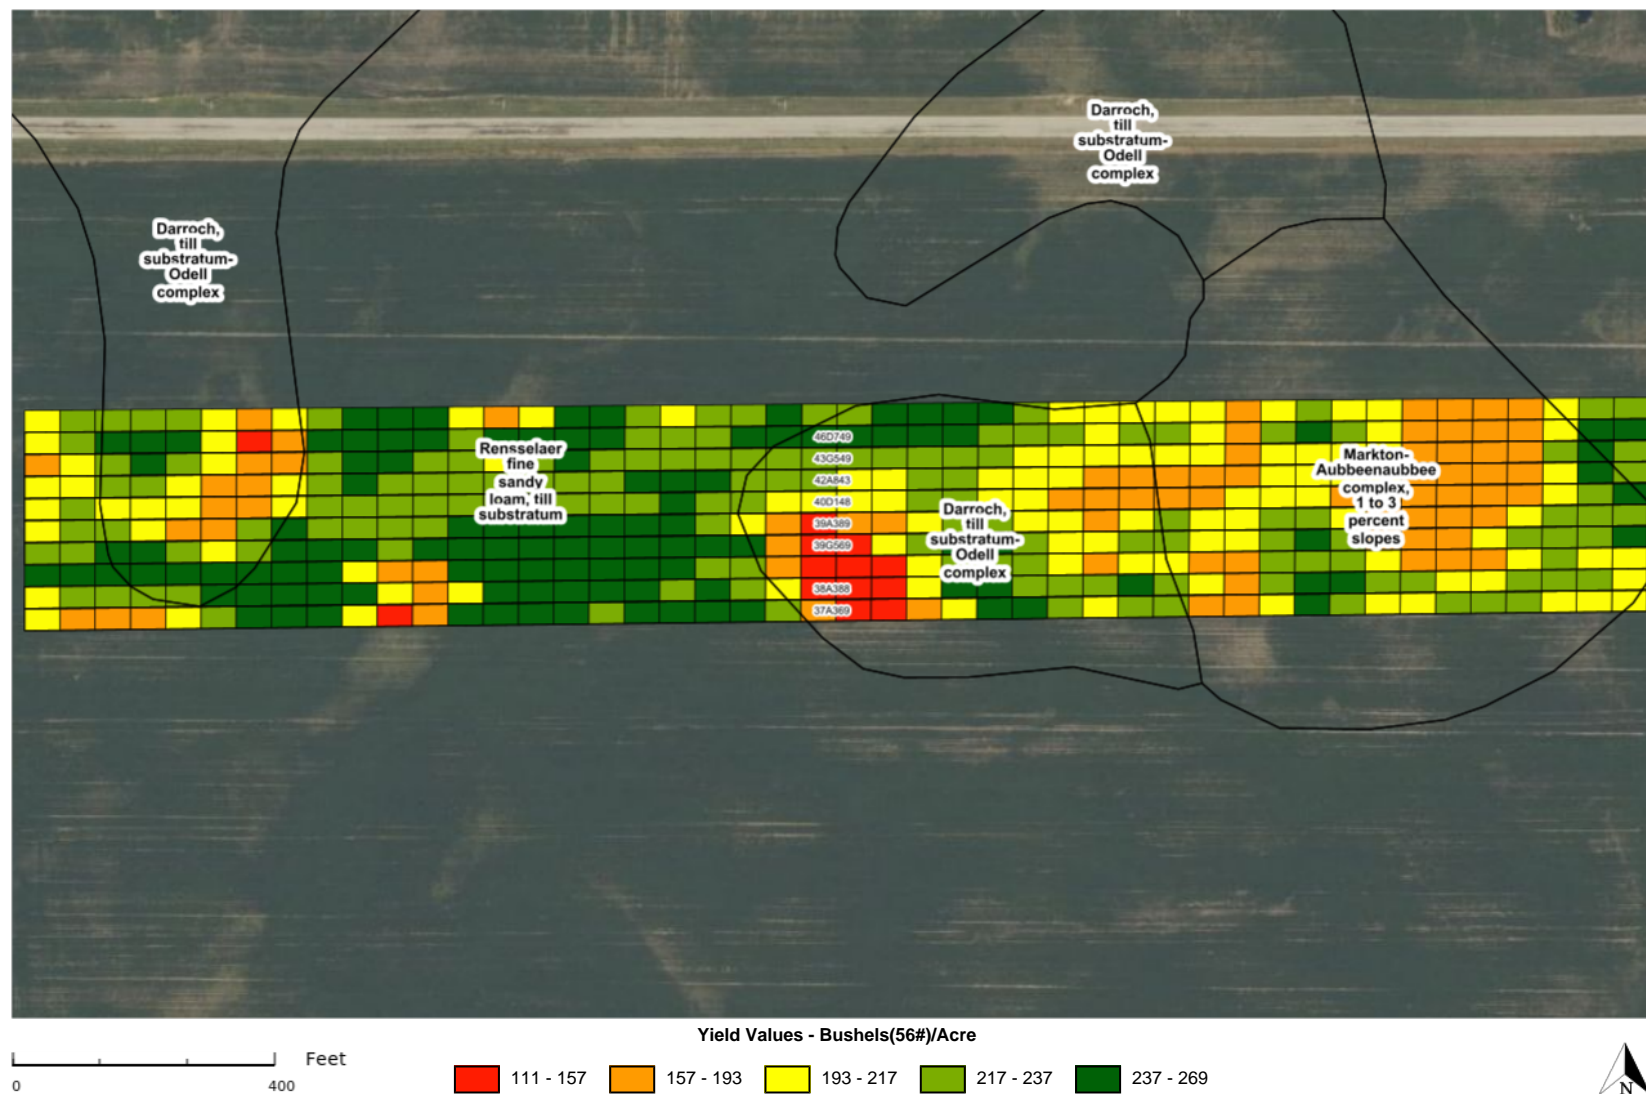 Darroch,
till
substratum-
Odell
complex
Darroch,
till
substratum-
Odell
complex
46D749
43G549
42A843
40D148
39A389
39G569
38A388
37A369
Rensselaer
fine
sandy
loam, till
substratum
Markton-
Aubbeenaubbee
complex,
1 to 3
percent
slopes
Darroch,
till
substratum-
Odell
complex
Yield Values - Bushels(56#)/Acre
Feet
0 400
111 - 157
157 - 193
193 - 217
217 - 237
237 - 269
N